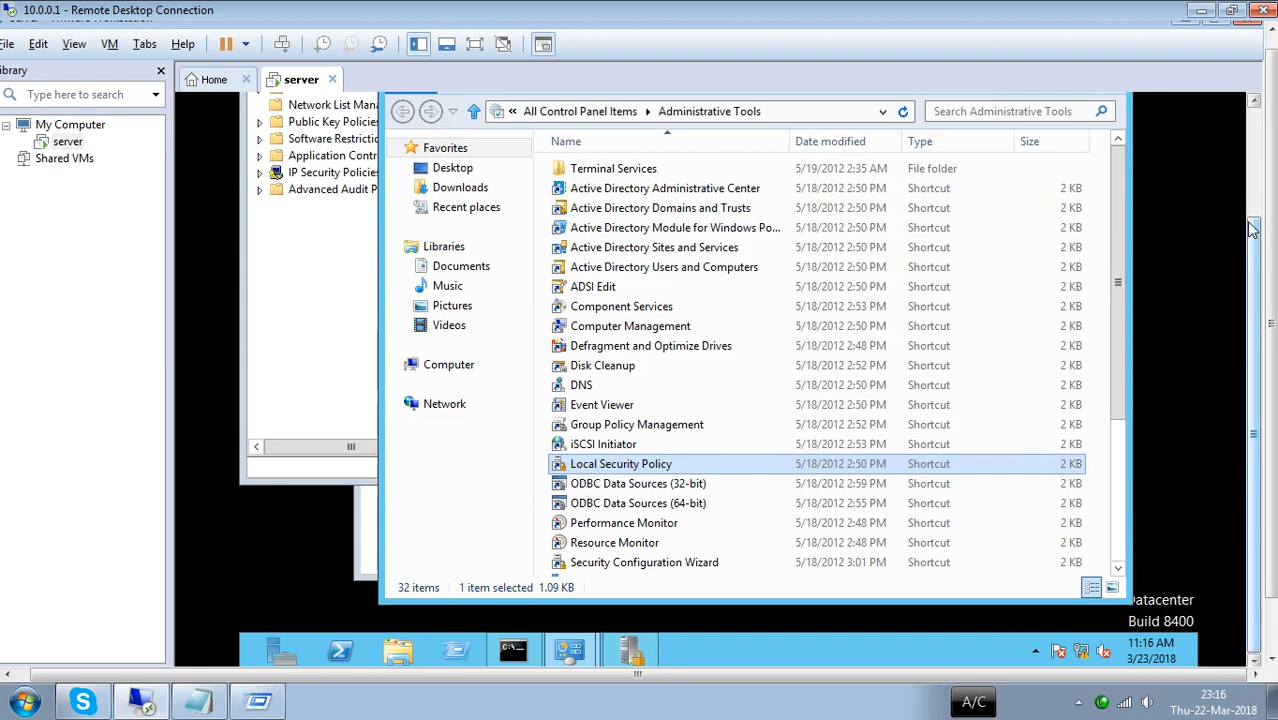 10.0.0.1 - Remote Desktop Connection
File Edit View VM Tabs Help
Library
Type here to search
My Computer
server
Shared VMs
Home
server
Network List Mana
Public Key Policies
Software Restrictio
Application Contr
IP Security Policies
Advanced Audit P
All Control Panel Items Administrative Tools
Search Administrative Tools
Favorites
Desktop
Downloads
Recent places
Libraries
Documents
Music
Pictures
Videos
Computer
Network
Name Date modified Type Size
Terminal Services 5/19/2012 2:35 AM File folder
Active Directory Administrative Center 5/18/2012 2:50 PM Shortcut 2 KB
Active Directory Domains and Trusts 5/18/2012 2:50 PM Shortcut 2 KB
Active Directory Module for Windows Po... 5/18/2012 2:50 PM Shortcut 2 KB
Active Directory Sites and Services 5/18/2012 2:50 PM Shortcut 2 KB
Active Directory Users and Computers 5/18/2012 2:50 PM Shortcut 2 KB
ADSI Edit 5/18/2012 2:50 PM Shortcut 2 KB
Component Services 5/18/2012 2:53 PM Shortcut 2 KB
Computer Management 5/18/2012 2:50 PM Shortcut 2 KB
Defragment and Optimize Drives 5/18/2012 2:48 PM Shortcut 2 KB
Disk Cleanup 5/18/2012 2:52 PM Shortcut 2 KB
DNS 5/18/2012 2:50 PM Shortcut 2 KB
Event Viewer 5/18/2012 2:50 PM Shortcut 2 KB
Group Policy Management 5/18/2012 2:52 PM Shortcut 2 KB
iSCSI Initiator 5/18/2012 2:53 PM Shortcut 2 KB
Local Security Policy 5/18/2012 2:50 PM Shortcut 2 KB
ODBC Data Sources (32-bit) 5/18/2012 2:59 PM Shortcut 2 KB
ODBC Data Sources (64-bit) 5/18/2012 2:55 PM Shortcut 2 KB
Performance Monitor 5/18/2012 2:48 PM Shortcut 2 KB
Resource Monitor 5/18/2012 2:48 PM Shortcut 2 KB
Security Configuration Wizard 5/18/2012 3:01 PM Shortcut 2 KB
32 items 1 item selected 1.09 KB
Datacenter
Build 8400
11:16 AM
3/23/2018
A/C
23:16
Thu-22-Mar-2018